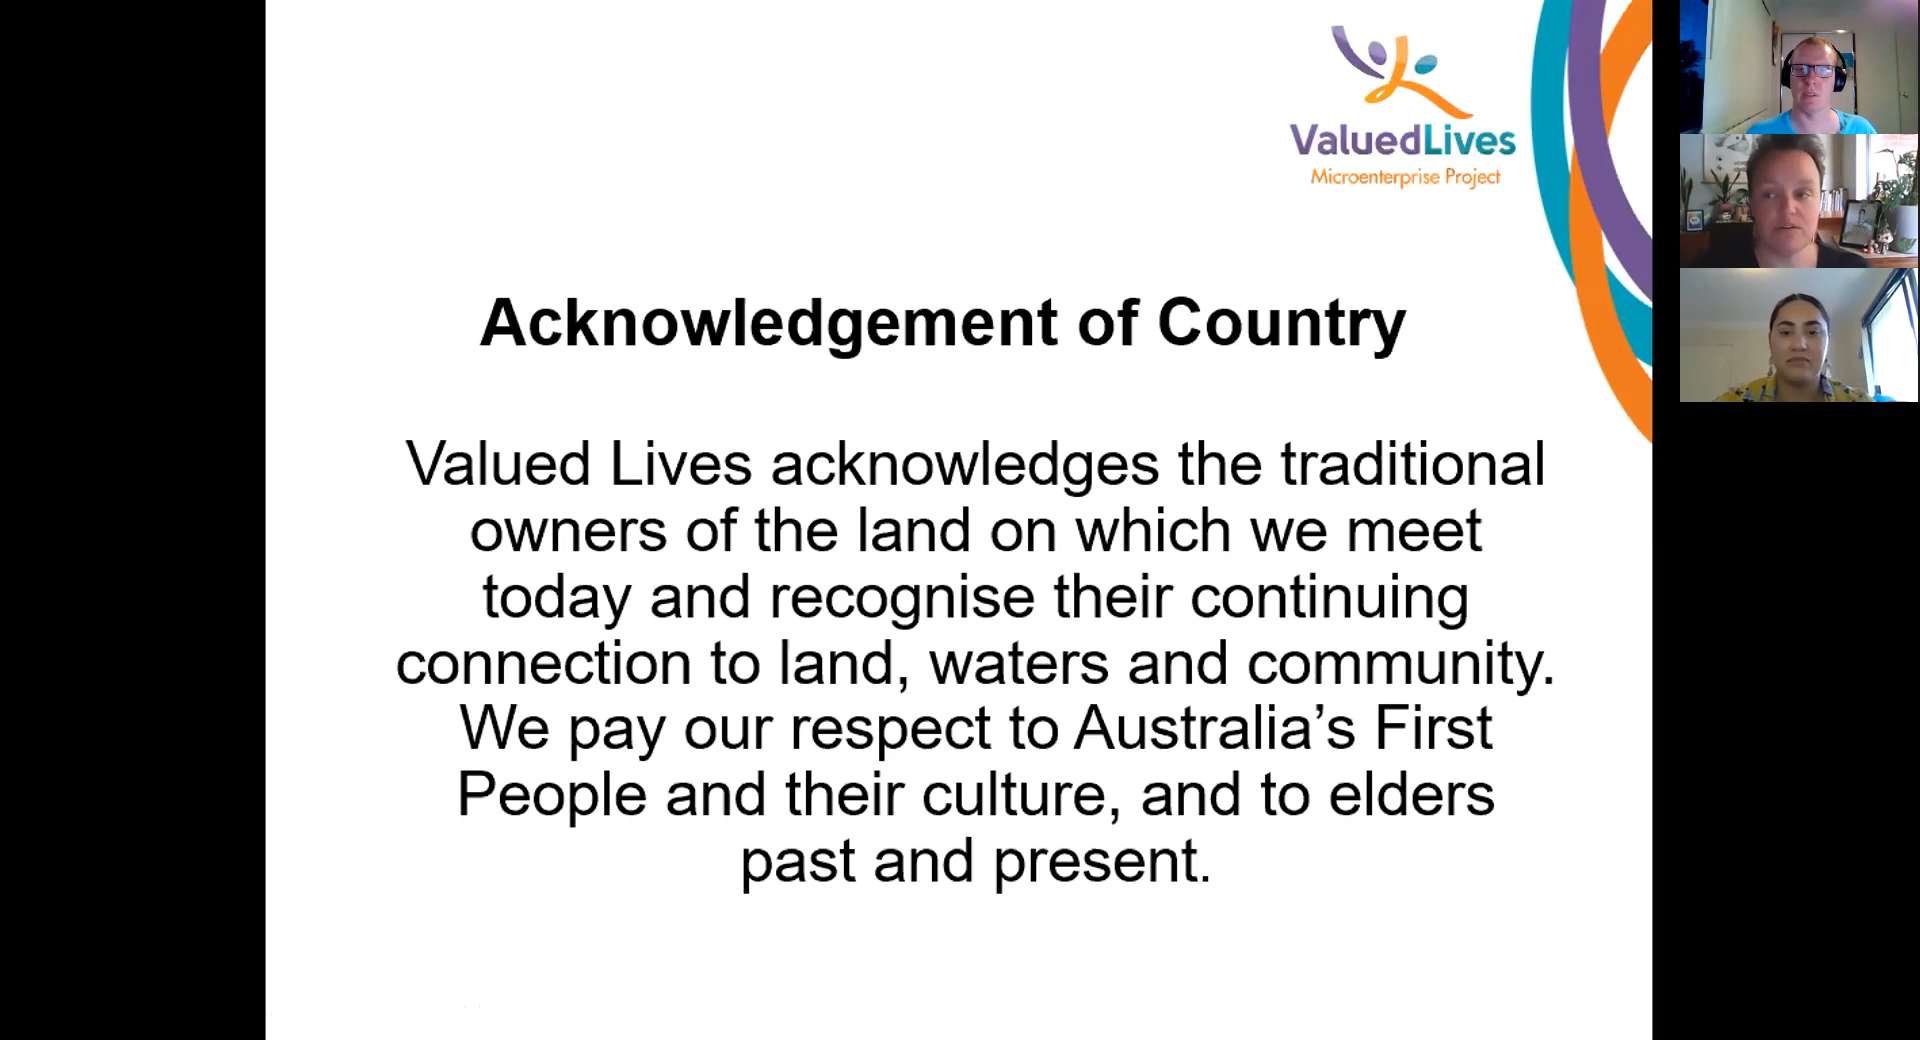 ValuedLives
Microenterprise Project
Acknowledgement of Country
Valued Lives acknowledges the traditional
owners of the land on which we meet
today and recognise their continuing
connection to land, waters and community.
We pay our respect to Australia’s First
People and their culture, and to elders
past and present.